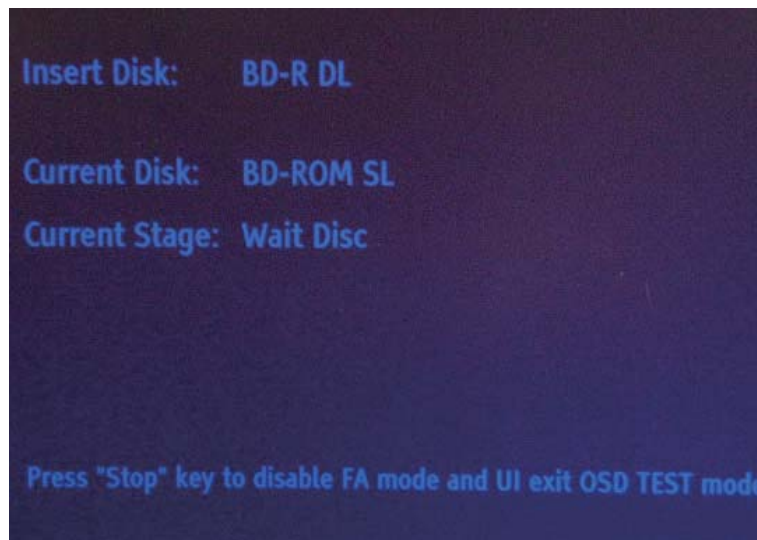 Insert Disk: BD-R DL
Current Disk: BD-ROM SL
Current Stage: Wait Disc
Press "Stop" key to disable FA mode and UI exit OSD TEST mode